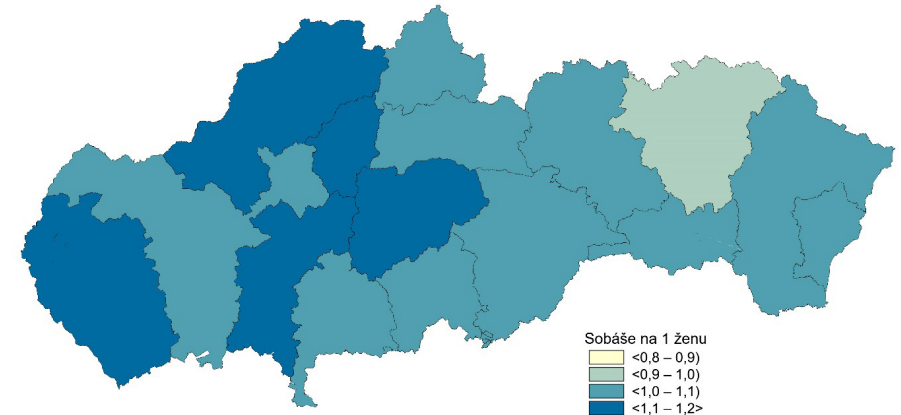 Sobáše na 1 ženu
<0,8 – 0,9)
<0,9 – 1,0)
<1,0 – 1,1)
<1,1 – 1,2>